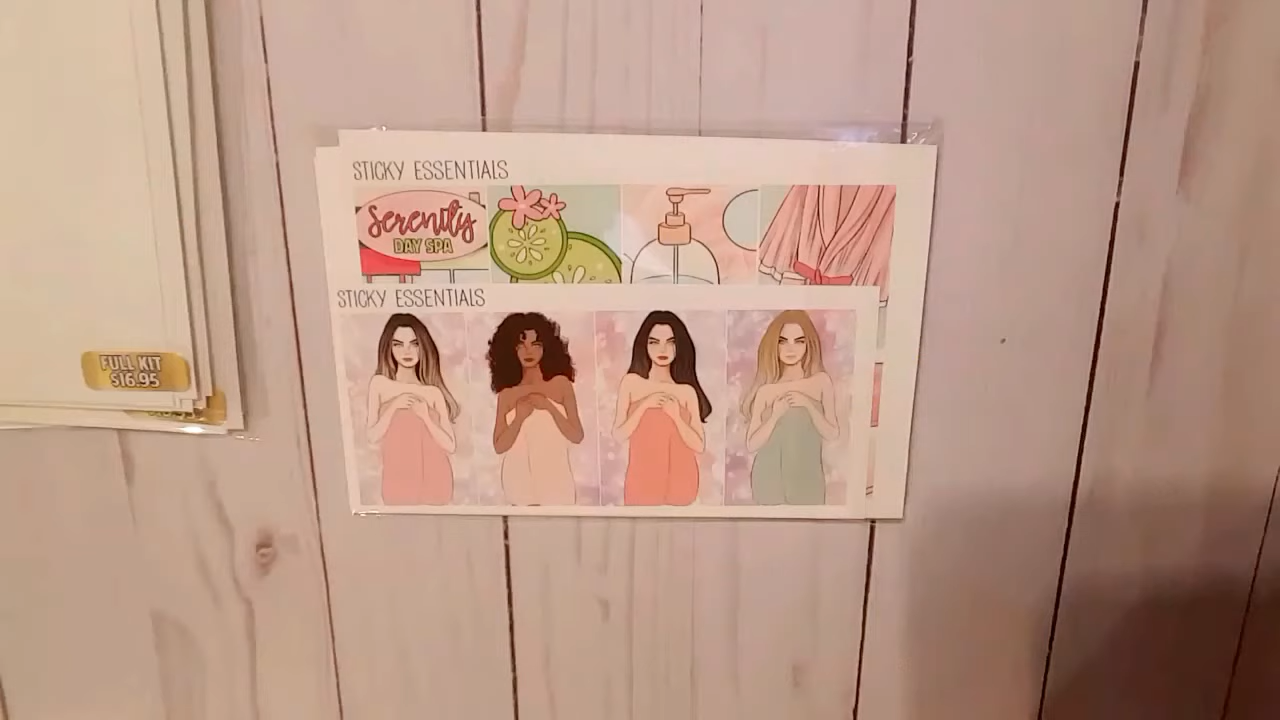 STICKY ESSENTIALS
Serenity
DAY SPA
STICKY ESSENTIALS
FULL KIT
$16.95